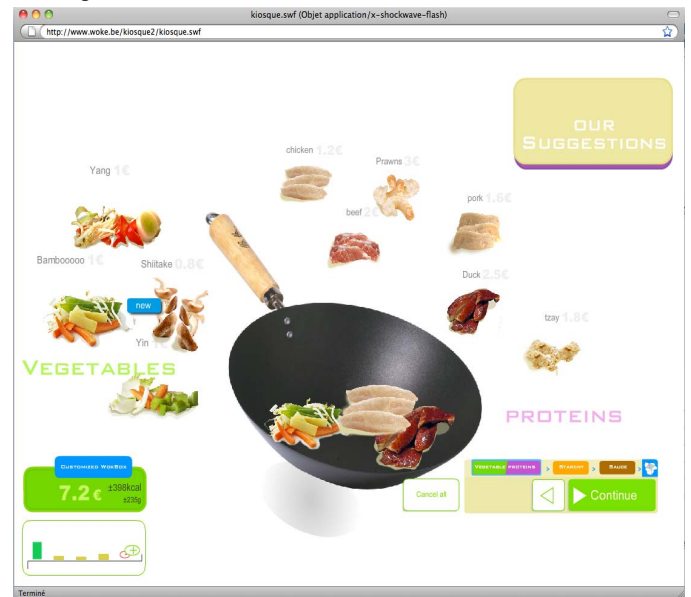 kiosque.swf (Objet application/x-shockwave-flash)
http://www.woke.be/kiosque2/kiosque.swf
OUR
SUGGESTIONS
chicken 1.2€
Prawns 3€
Yang 1€
pork 1.6€
beef 2€
Bambooooo 1€
Shiitake 0.8€
Duck 2.5€
new
tzay 1.8€
Yin
VEGETABLES
PROTEINS
CUSTOMIZED WOKBOX
7.2 € ±398kcal
±235g
VEGETABLE PROTEINS > STARCHY > SAUCE >
Cancel all
Continue
Terminé